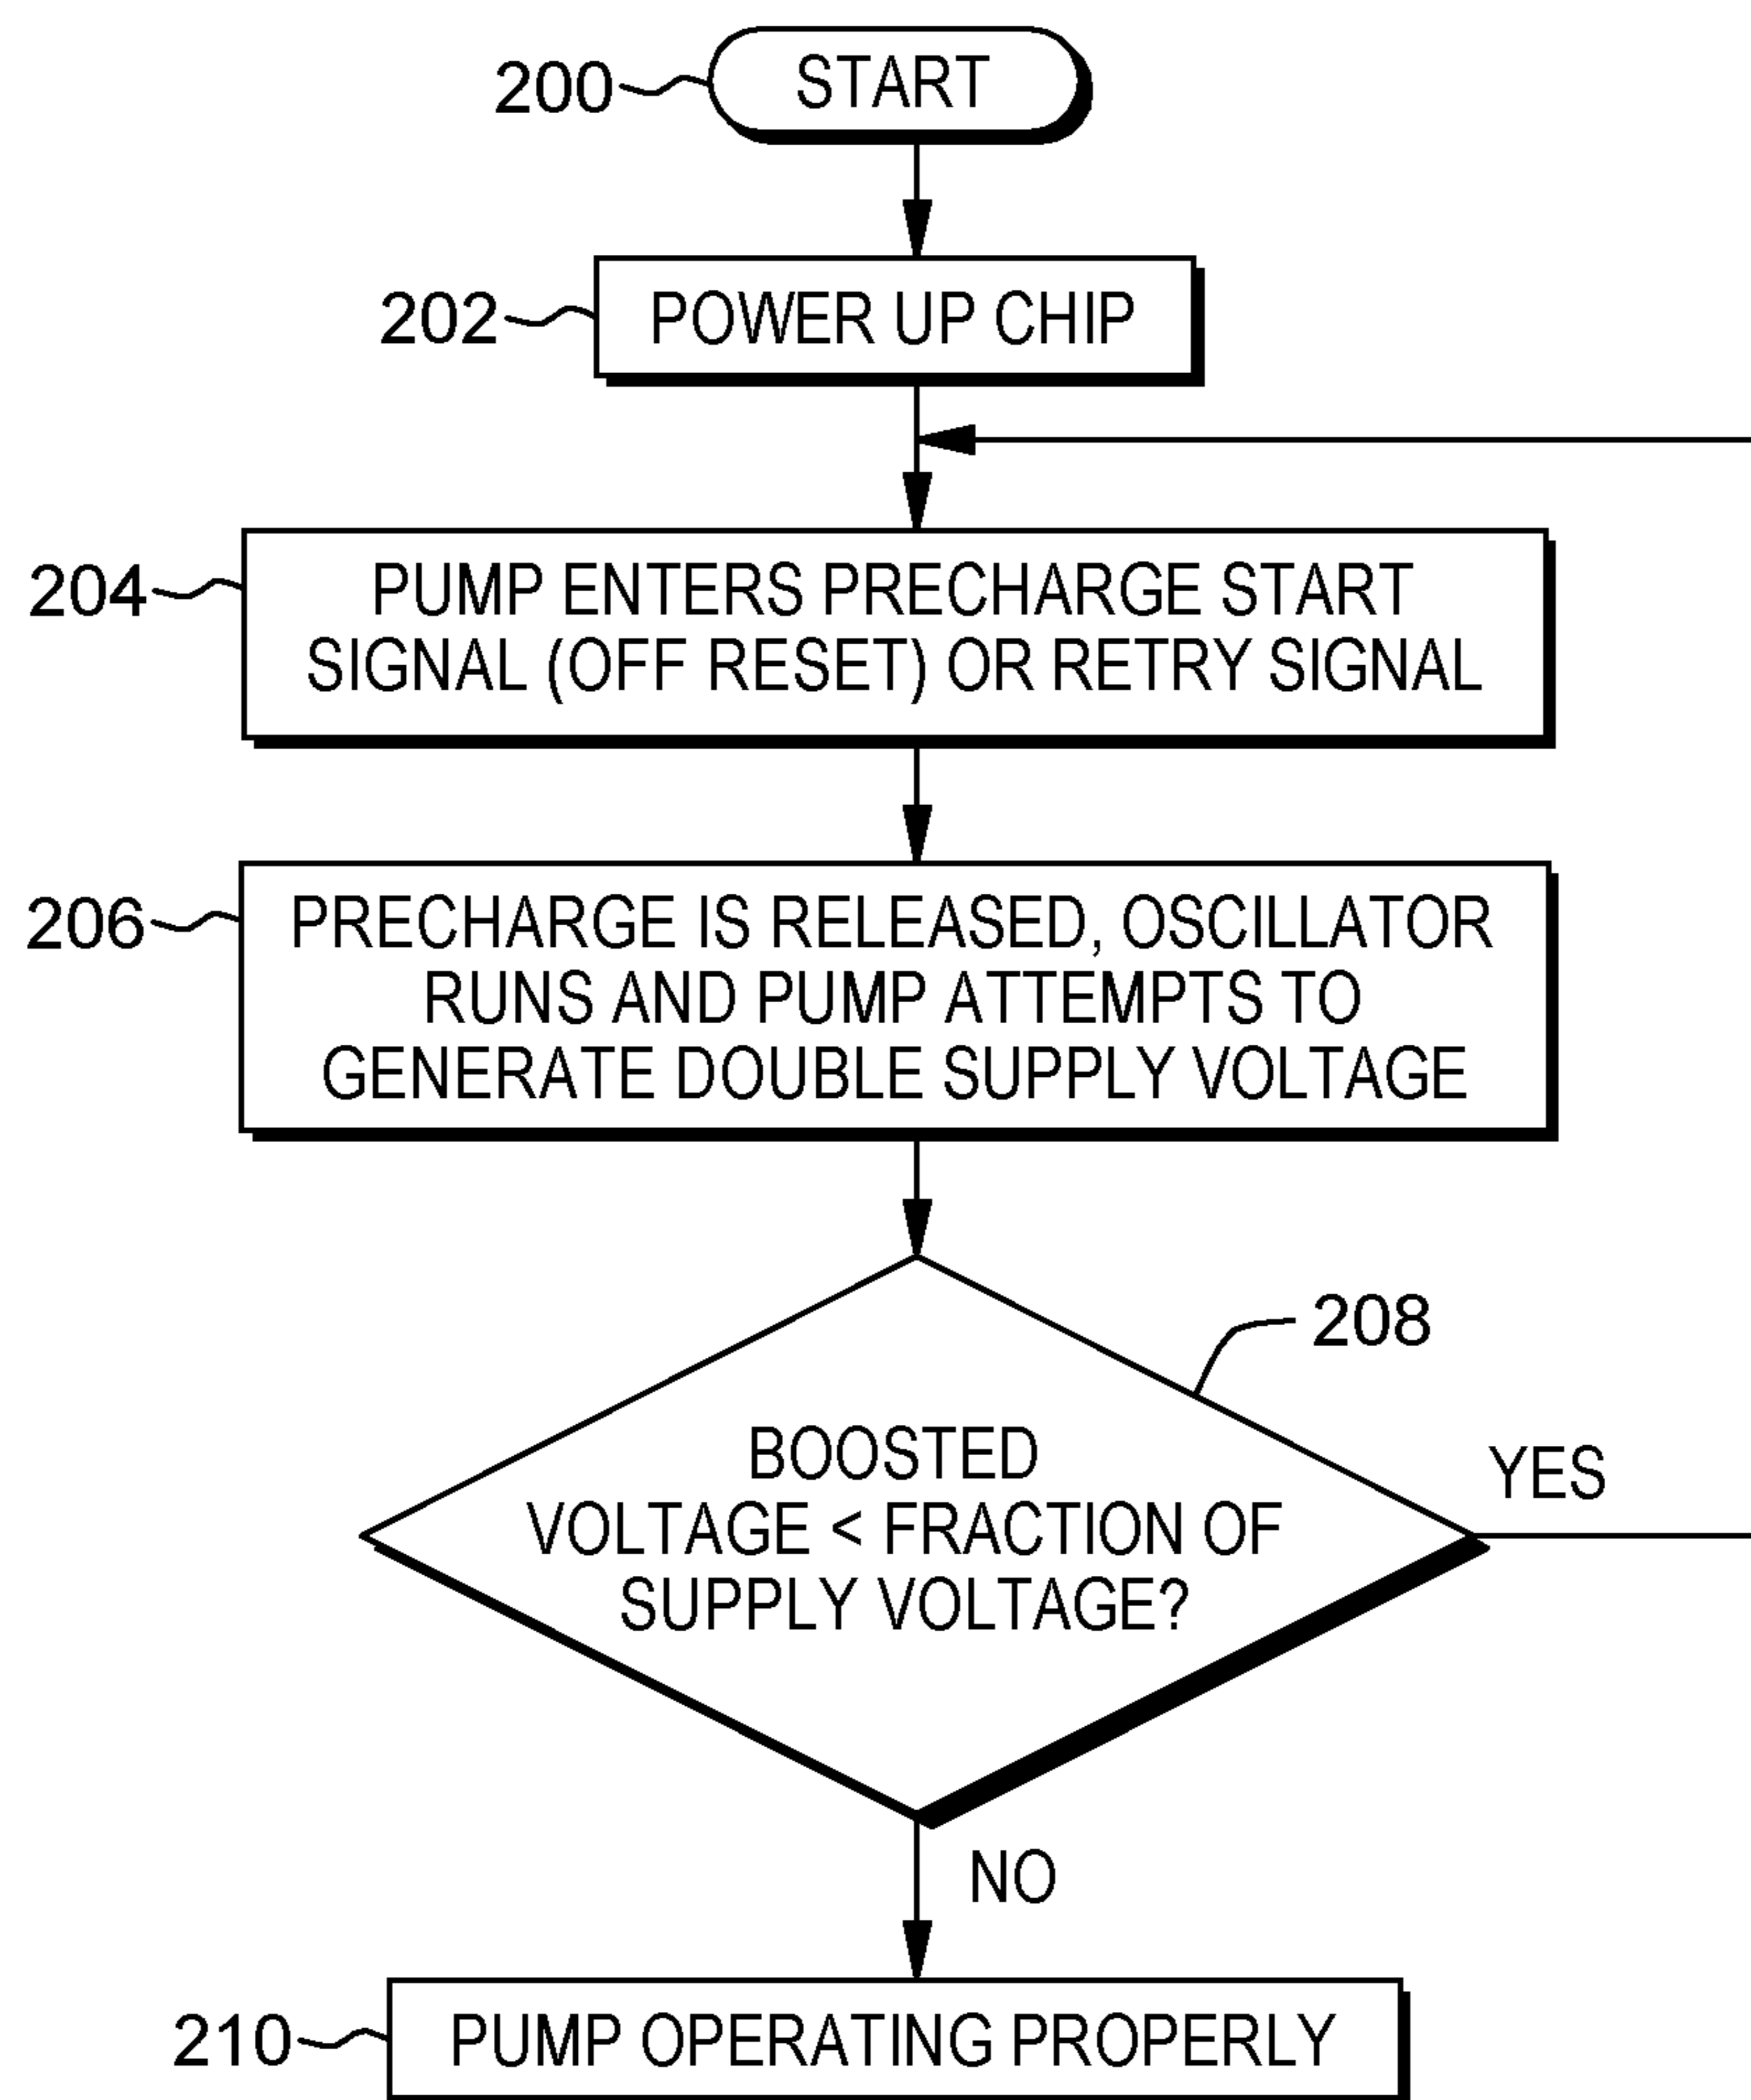 200
START
202
POWER UP CHIP
204
PUMP ENTERS PRECHARGE START
SIGNAL (OFF RESET) OR RETRY SIGNAL
206
PRECHARGE IS RELEASED, OSCILLATOR
RUNS AND PUMP ATTEMPTS TO
GENERATE DOUBLE SUPPLY VOLTAGE
208
BOOSTED
VOLTAGE < FRACTION OF
SUPPLY VOLTAGE?
YES
NO
210
PUMP OPERATING PROPERLY